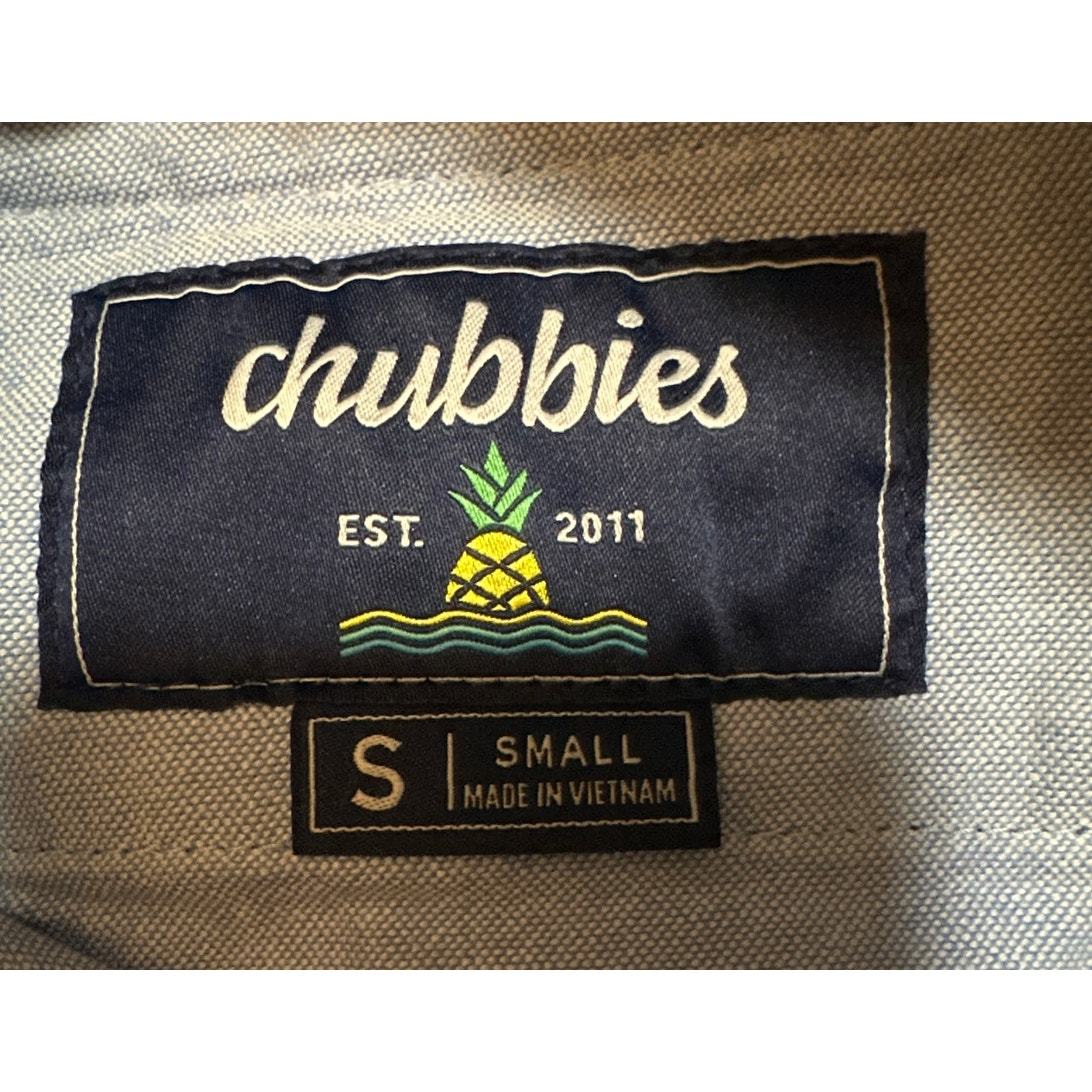 chubbies
EST. 2011
S | SMALL
MADE IN VIETNAM